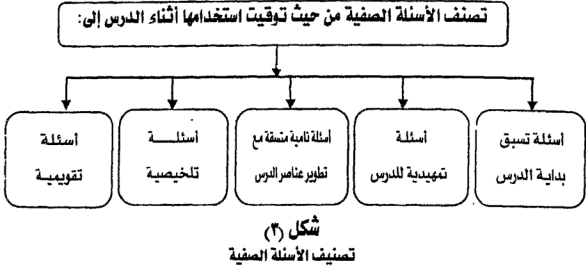 تصنف الأسئلة الصفية من حيث توقيت استخدامها أثناء الدرس إلى:
أسئلة تسبق
بداية الدرس
أسئلة
تمهيدية للدرس
أسئلة نامية متسقة مع
تطوير عناصر الدرس
أسئلـــــة
تلخيصية
أسئلة
تقويمية
شكل (٣)
تصنيف الأسئلة الصفية